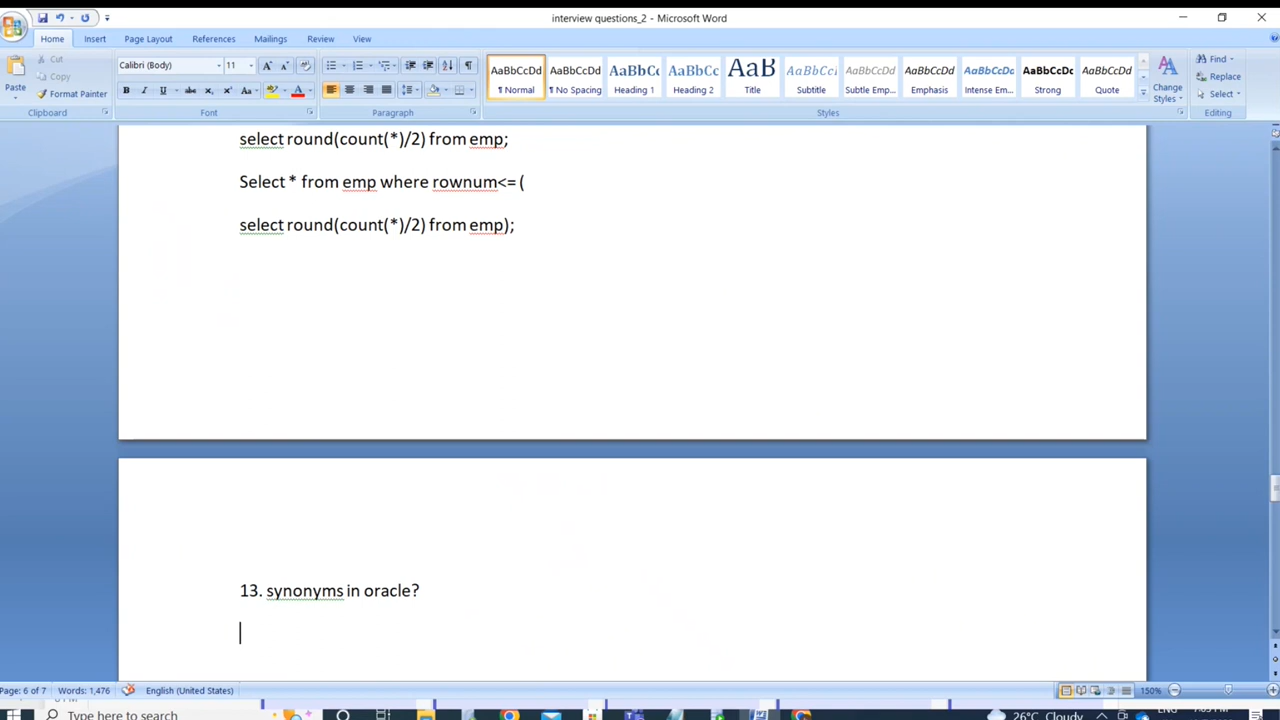 interview questions_2 - Microsoft Word
Home Insert Page Layout References Mailings Review View
Paste
Cut
Copy
Format Painter
Clipboard
Calibri (Body) 11
Font
Paragraph
AaBbCcDd AaBbCcDd AaBbCc AaBbCc AaB AaBbCcI AaBbCcDd AaBbCcDd AaBbCcDd AaBbCcDd AaBbCcDd
¶ Normal ¶ No Spacing Heading 1 Heading 2 Title Subtitle Subtle Emp... Emphasis Intense Em... Strong Quote
Change Styles
Styles
Find
Replace
Select
Editing
select round(count(*)/2) from emp;
Select * from emp where rownum<= (
select round(count(*)/2) from emp);
13. synonyms in oracle?
Page: 6 of 7 Words: 1,476 English (United States) 150%
Type here to search 26°C Cloudy ENG